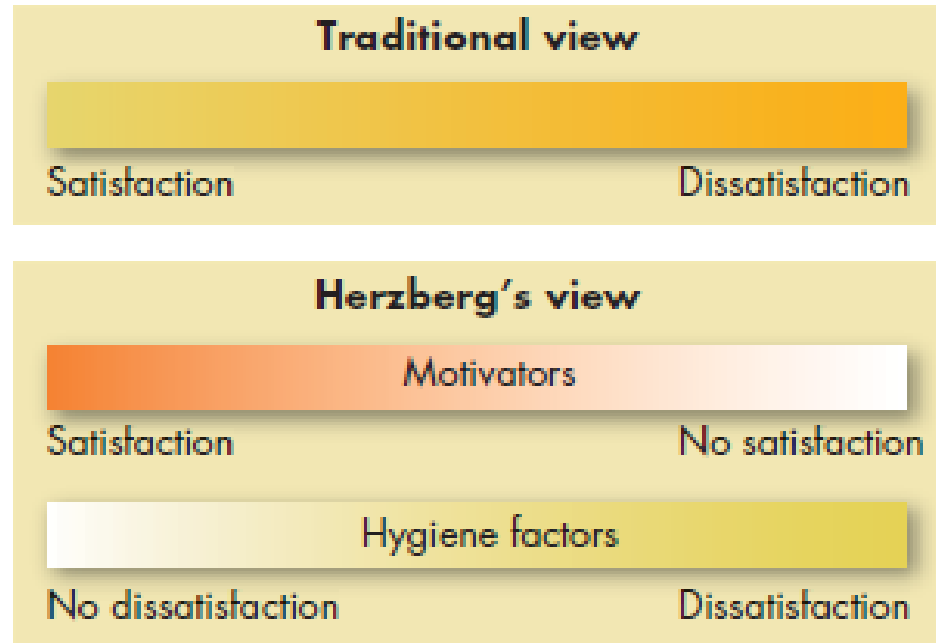 Traditional view
Satisfaction Dissatisfaction
Herzberg's view
Motivators
Satisfaction No satisfaction
Hygiene factors
No dissatisfaction Dissatisfaction